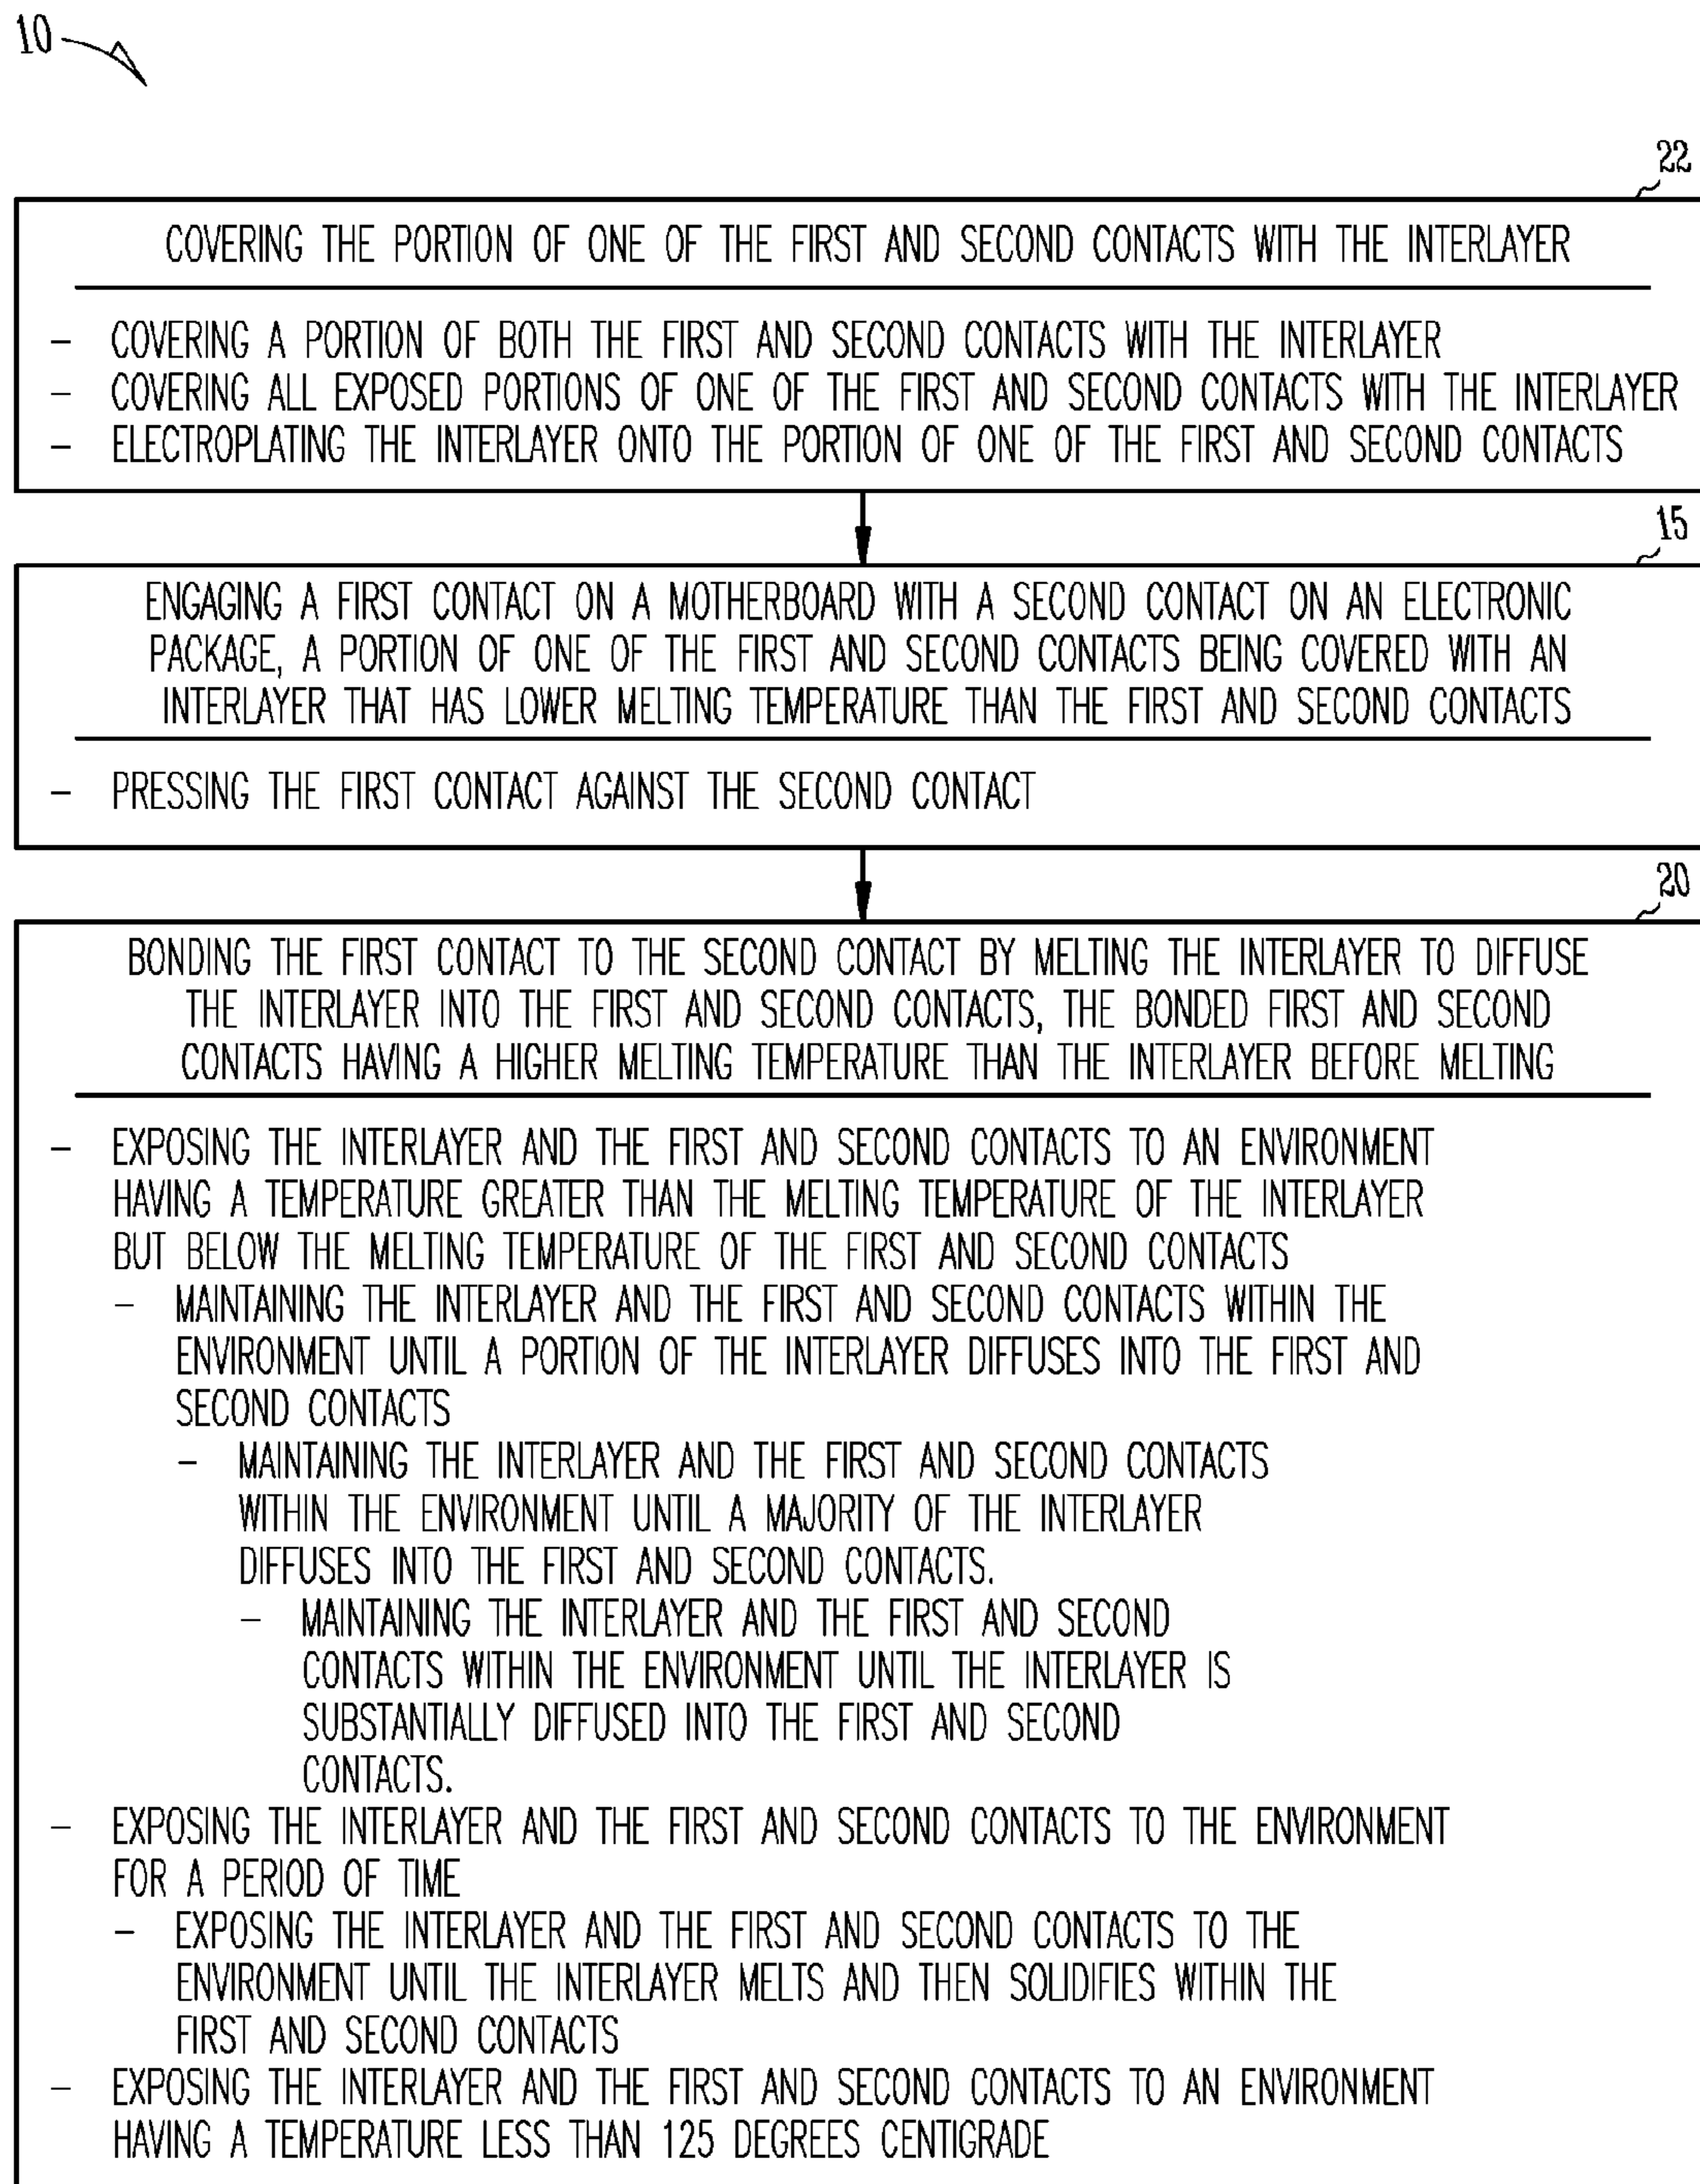 10
22
COVERING THE PORTION OF ONE OF THE FIRST AND SECOND CONTACTS WITH THE INTERLAYER
- COVERING A PORTION OF BOTH THE FIRST AND SECOND CONTACTS WITH THE INTERLAYER
- COVERING ALL EXPOSED PORTIONS OF ONE OF THE FIRST AND SECOND CONTACTS WITH THE INTERLAYER
- ELECTROPLATING THE INTERLAYER ONTO THE PORTION OF ONE OF THE FIRST AND SECOND CONTACTS
15
ENGAGING A FIRST CONTACT ON A MOTHERBOARD WITH A SECOND CONTACT ON AN ELECTRONIC
PACKAGE, A PORTION OF ONE OF THE FIRST AND SECOND CONTACTS BEING COVERED WITH AN
INTERLAYER THAT HAS LOWER MELTING TEMPERATURE THAN THE FIRST AND SECOND CONTACTS
- PRESSING THE FIRST CONTACT AGAINST THE SECOND CONTACT
20
BONDING THE FIRST CONTACT TO THE SECOND CONTACT BY MELTING THE INTERLAYER TO DIFFUSE
THE INTERLAYER INTO THE FIRST AND SECOND CONTACTS, THE BONDED FIRST AND SECOND
CONTACTS HAVING A HIGHER MELTING TEMPERATURE THAN THE INTERLAYER BEFORE MELTING
- EXPOSING THE INTERLAYER AND THE FIRST AND SECOND CONTACTS TO AN ENVIRONMENT
HAVING A TEMPERATURE GREATER THAN THE MELTING TEMPERATURE OF THE INTERLAYER
BUT BELOW THE MELTING TEMPERATURE OF THE FIRST AND SECOND CONTACTS
- MAINTAINING THE INTERLAYER AND THE FIRST AND SECOND CONTACTS WITHIN THE
ENVIRONMENT UNTIL A PORTION OF THE INTERLAYER DIFFUSES INTO THE FIRST AND
SECOND CONTACTS
- MAINTAINING THE INTERLAYER AND THE FIRST AND SECOND CONTACTS
WITHIN THE ENVIRONMENT UNTIL A MAJORITY OF THE INTERLAYER
DIFFUSES INTO THE FIRST AND SECOND CONTACTS.
- MAINTAINING THE INTERLAYER AND THE FIRST AND SECOND
CONTACTS WITHIN THE ENVIRONMENT UNTIL THE INTERLAYER IS
SUBSTANTIALLY DIFFUSED INTO THE FIRST AND SECOND
CONTACTS.
- EXPOSING THE INTERLAYER AND THE FIRST AND SECOND CONTACTS TO THE ENVIRONMENT
FOR A PERIOD OF TIME
- EXPOSING THE INTERLAYER AND THE FIRST AND SECOND CONTACTS TO THE
ENVIRONMENT UNTIL THE INTERLAYER MELTS AND THEN SOLIDIFIES WITHIN THE
FIRST AND SECOND CONTACTS
- EXPOSING THE INTERLAYER AND THE FIRST AND SECOND CONTACTS TO AN ENVIRONMENT
HAVING A TEMPERATURE LESS THAN 125 DEGREES CENTIGRADE